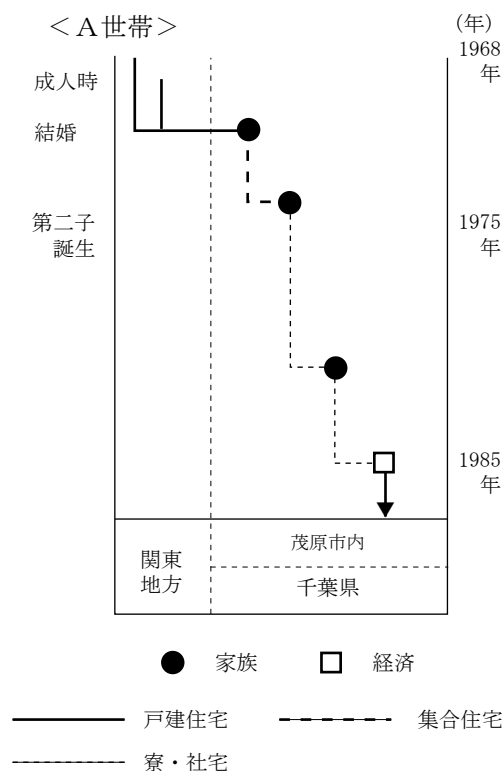 ＜A世帯＞
(年)
1968
年
成人時
結婚
第二子
誕生
1975
年
1985
年
関東
地方
茂原市内
千葉県
家族
経済
戸建住宅
集合住宅
寮・社宅